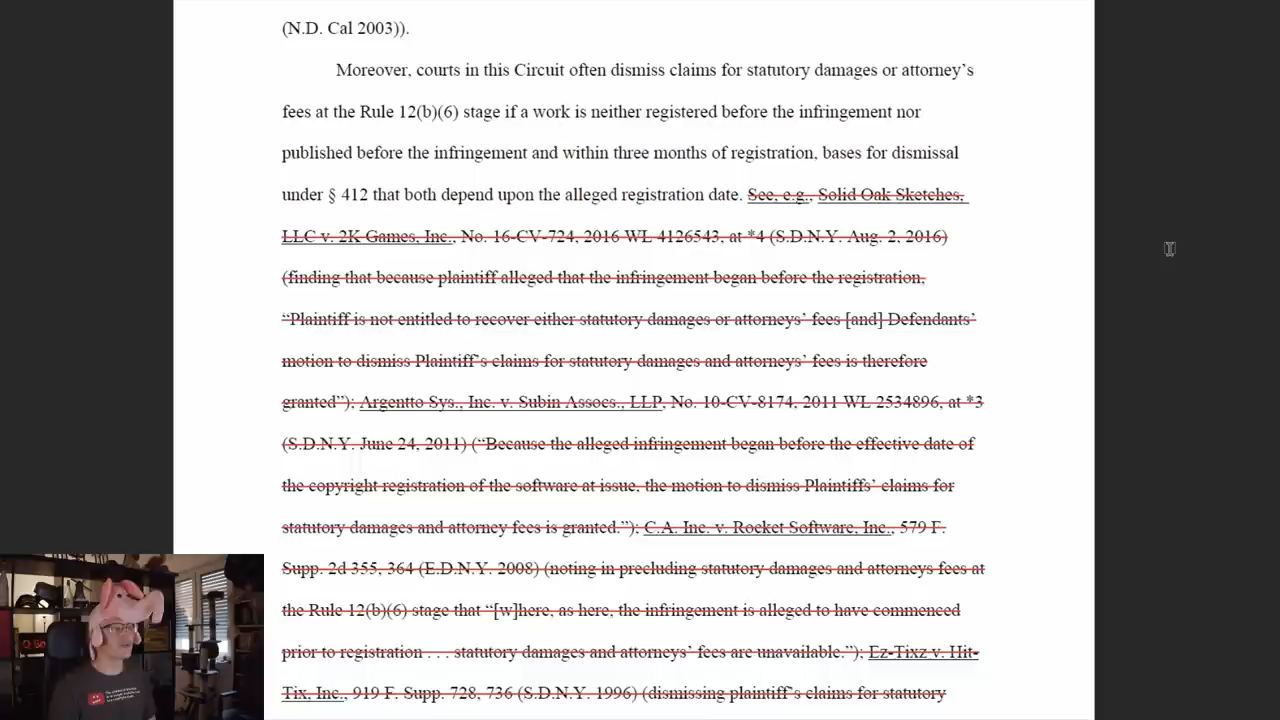 (N.D. Cal 2003)).
Moreover, courts in this Circuit often dismiss claims for statutory damages or attorney’s
fees at the Rule 12(b)(6) stage if a work is neither registered before the infringement nor
published before the infringement and within three months of registration, bases for dismissal
under § 412 that both depend upon the alleged registration date. See, e.g., Solid Oak Sketches,
LLC v. 2K Games, Inc., No. 16-CV-724, 2016 WL 4126543, at *4 (S.D.N.Y. Aug. 2, 2016)
(finding that because plaintiff alleged that the infringement began before the registration,
“Plaintiff is not entitled to recover either statutory damages or attorneys’ fees [and] Defendants’
motion to dismiss Plaintiff’s claims for statutory damages and attorneys’ fees is therefore
granted”); Argentto Sys., Inc. v. Subin Assocs., LLP, No. 10-CV-8174, 2011 WL 2534896, at *3
(S.D.N.Y. June 24, 2011) (“Because the alleged infringement began before the effective date of
the copyright registration of the software at issue, the motion to dismiss Plaintiffs’ claims for
statutory damages and attorney fees is granted.”); C.A. Inc. v. Rocket Software, Inc., 579 F.
Supp. 2d 355, 364 (E.D.N.Y. 2008) (noting in precluding statutory damages and attorneys fees at
the Rule 12(b)(6) stage that “[w]here, as here, the infringement is alleged to have commenced
prior to registration . . . statutory damages and attorneys’ fees are unavailable.”); Ez-Tixz v. Hit-
Tix, Inc., 919 F. Supp. 728, 736 (S.D.N.Y. 1996) (dismissing plaintiff’s claims for statutory